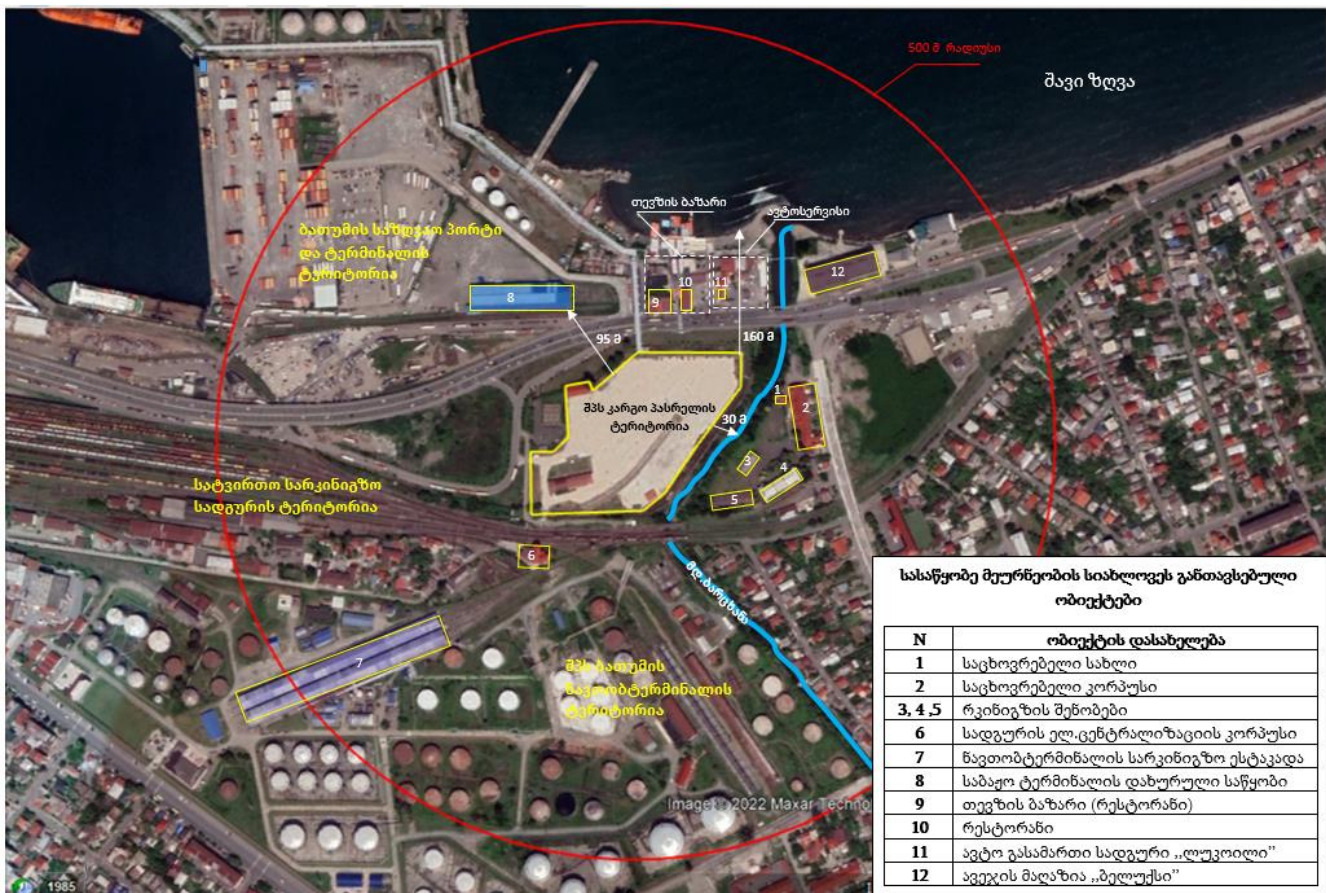 500 მ რადიუსი
შავი ზღვა
თევზის ბაზარი
ავტოსერვისი
ბათუმის საზღვაო პორტი
და ტერმინალის
ტერიტორია
8
9
10
11
12
95 მ
160 მ
შპს კარგო პასრელის
ტერიტორია
30 მ
1
2
3
4
5
სატვირთო სარკინიგზო
სადგურის ტერიტორია
6
მდ.ბარცხანა
7
შპს ბათუმის
ნავთობტერმინალის
ტერიტორია
Image © 2022 Maxar Techno
1985
სასაწყობე მეურნეობის სიახლოვეს განთავსებული
ობიექტები
N ობიექტის დასახელება
1 საცხოვრებელი სახლი
2 საცხოვრებელი კორპუსი
3, 4 ,5 რკინიგზის შენობები
6 სადგურის ელ.ცენტრალიზაციის კორპუსი
7 ნავთობტერმინალის სარკინიგზო ესტაკადა
8 საბაჟო ტერმინალის დახურული საწყობი
9 თევზის ბაზარი (რესტორანი)
10 რესტორანი
11 ავტო გასამართი სადგური ,,ლუკოილი”
12 ავეჯის მაღაზია ,,ბელუქსი”